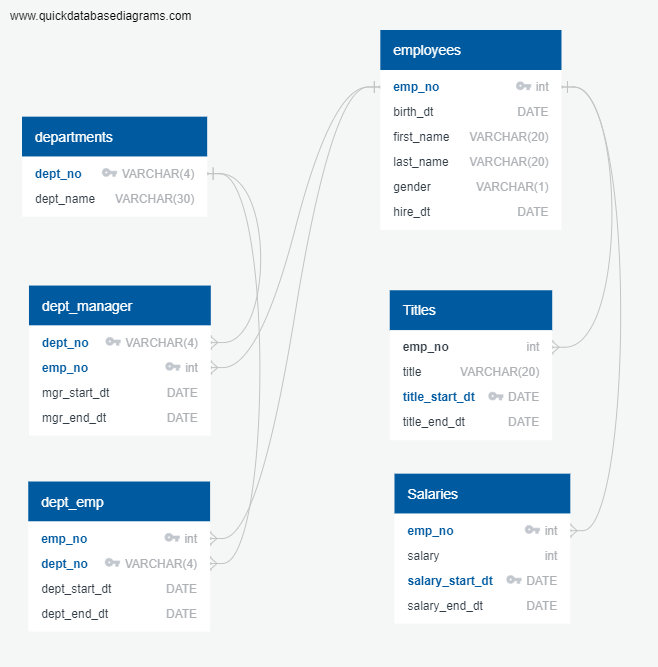 www.quickdatabasediagrams.com
departments
dept_no VARCHAR(4)
dept_name VARCHAR(30)
dept_manager
dept_no VARCHAR(4)
emp_no int
mgr_start_dt DATE
mgr_end_dt DATE
dept_emp
emp_no int
dept_no VARCHAR(4)
dept_start_dt DATE
dept_end_dt DATE
employees
emp_no int
birth_dt DATE
first_name VARCHAR(20)
last_name VARCHAR(20)
gender VARCHAR(1)
hire_dt DATE
Titles
emp_no int
title VARCHAR(20)
title_start_dt DATE
title_end_dt DATE
Salaries
emp_no int
salary int
salary_start_dt DATE
salary_end_dt DATE